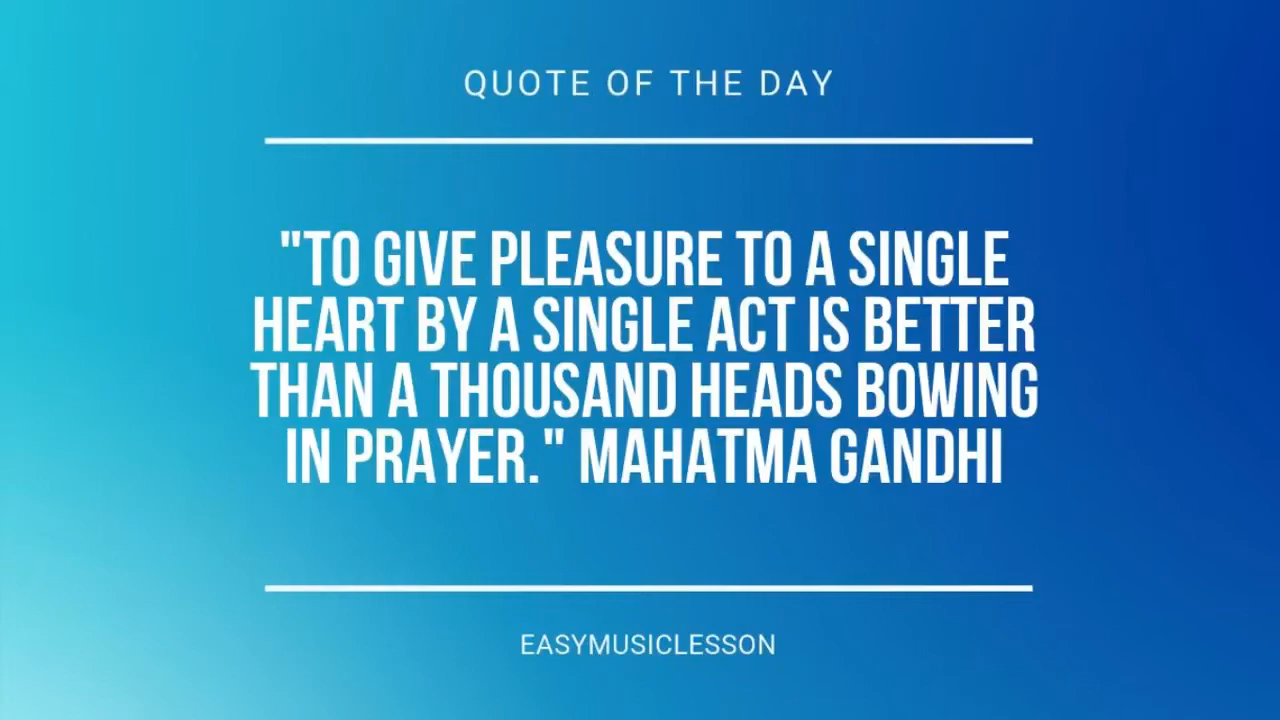 QUOTE OF THE DAY
"TO GIVE PLEASURE TO A SINGLE
HEART BY A SINGLE ACT IS BETTER
THAN A THOUSAND HEADS BOWING
IN PRAYER." MAHATMA GANDHI
EASYMUSICLESSON